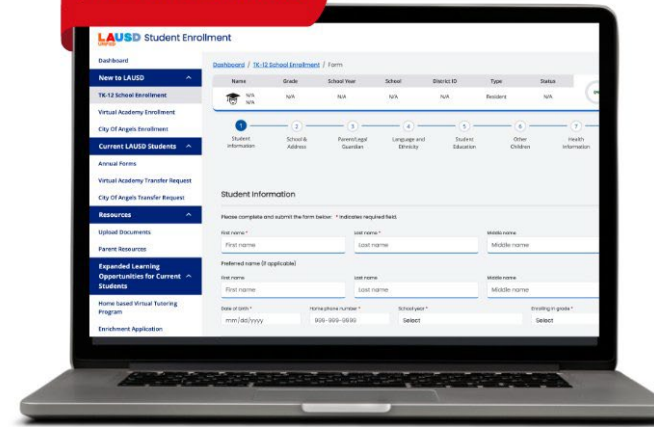 LAUSD Student Enrollment
UNIFIED
Dashboard
New to LAUSD
TK-12 School Enrollment
Virtual Academy Enrollment
City Of Angels Enrollment
Current LAUSD Students
Annual Forms
Virtual Academy Transfer Request
City Of Angels Transfer Request
Resources
Upload Documents
Parent Resources
Expanded Learning
Opportunities for Current
Students
Home based Virtual Tutoring
Program
Enrichment Application
Dashboard / TK-12 School Enrollment / Form
Name Grade School Year School District ID Type Status
N/A
N/A
N/A N/A N/A N/A Resident N/A
1 2 3 4 5 6 7
Student
Information
School &
Address
Parent/Legal
Guardian
Language and
Ethnicity
Student
Education
Other
Children
Health
Information
Student Information
Please complete and submit the form below. * indicates required field.
First name * Last name * Middle name
First name Last name Middle name
Preferred name (if applicable)
First name Last name Middle name
First name Last name Middle name
Date of birth * Home phone number * School year * Enrolling in grade *
mm/dd/yyyy 999-999-9999 Select Select